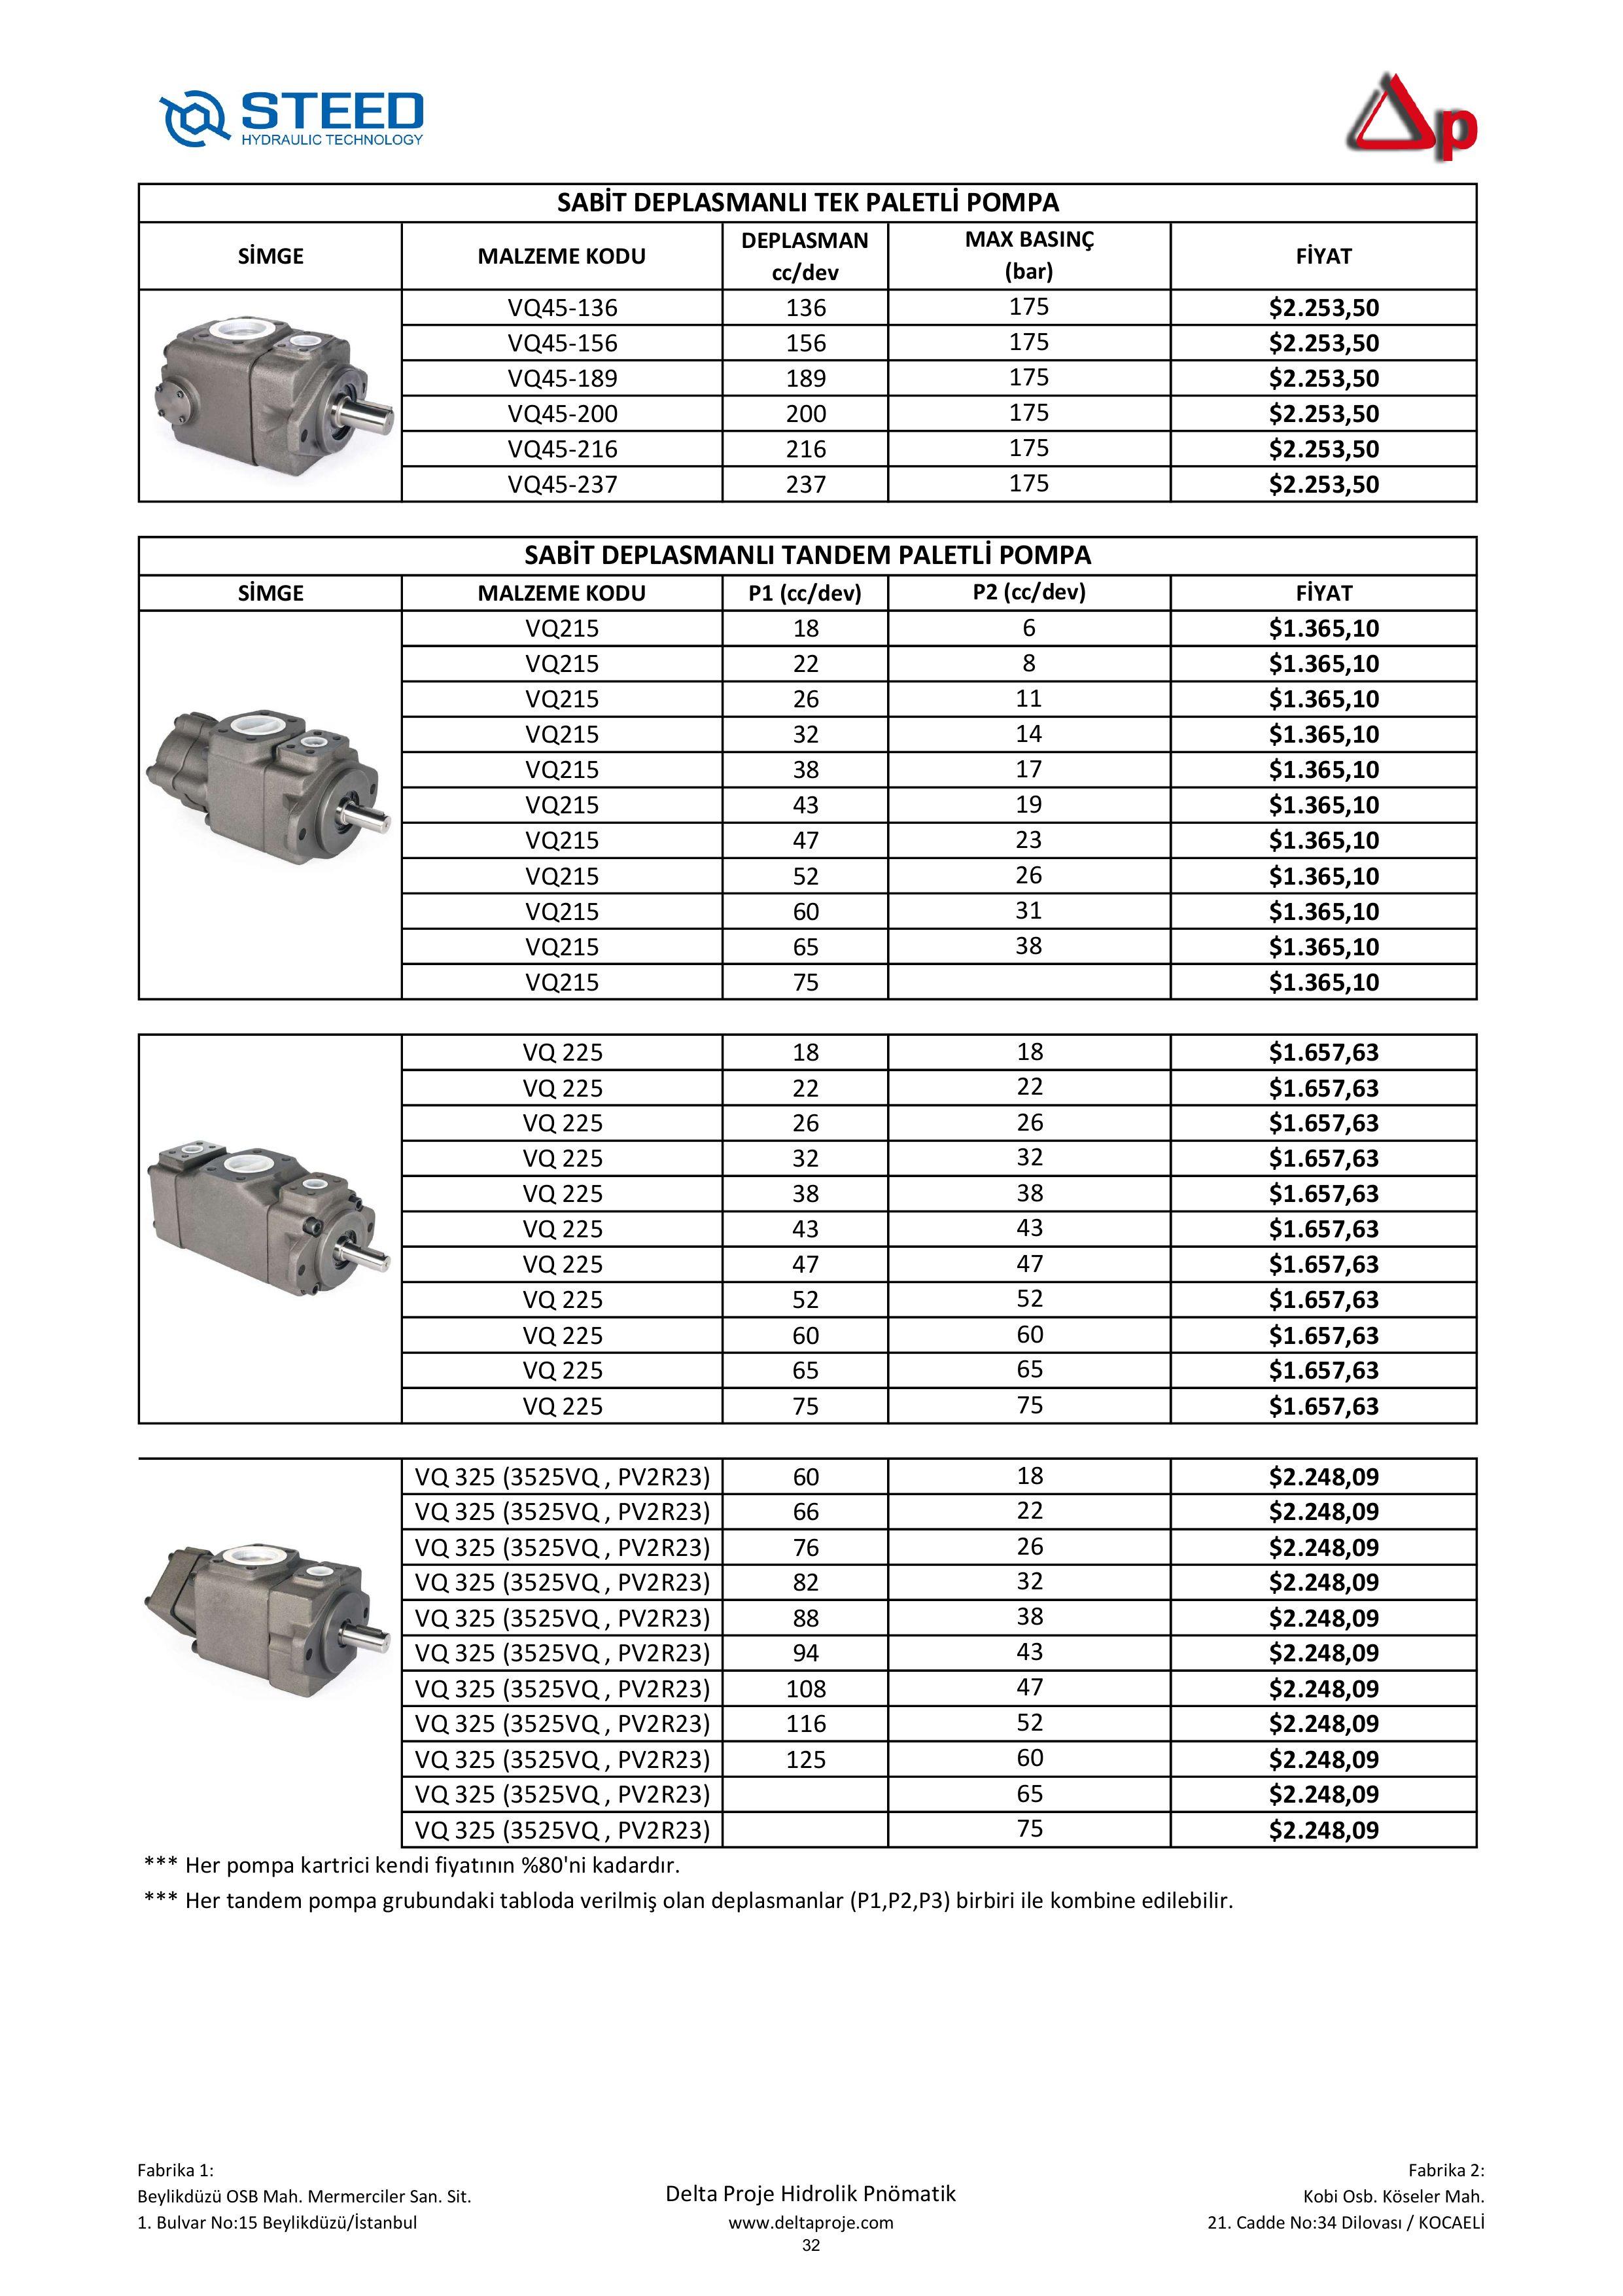 STEED
HYDRAULIC TECHNOLOGY
p
SABİT DEPLASMANLI TEK PALETLİ POMPA
SİMGE MALZEME KODU DEPLASMAN cc/dev MAX BASINÇ (bar) FİYAT
VQ45-136 136 175 $2.253,50
VQ45-156 156 175 $2.253,50
VQ45-189 189 175 $2.253,50
VQ45-200 200 175 $2.253,50
VQ45-216 216 175 $2.253,50
VQ45-237 237 175 $2.253,50
SABİT DEPLASMANLI TANDEM PALETLİ POMPA
SİMGE MALZEME KODU P1 (cc/dev) P2 (cc/dev) FİYAT
VQ215 18 6 $1.365,10
VQ215 22 8 $1.365,10
VQ215 26 11 $1.365,10
VQ215 32 14 $1.365,10
VQ215 38 17 $1.365,10
VQ215 43 19 $1.365,10
VQ215 47 23 $1.365,10
VQ215 52 26 $1.365,10
VQ215 60 31 $1.365,10
VQ215 65 38 $1.365,10
VQ215 75 $1.365,10
VQ 225 18 18 $1.657,63
VQ 225 22 22 $1.657,63
VQ 225 26 26 $1.657,63
VQ 225 32 32 $1.657,63
VQ 225 38 38 $1.657,63
VQ 225 43 43 $1.657,63
VQ 225 47 47 $1.657,63
VQ 225 52 52 $1.657,63
VQ 225 60 60 $1.657,63
VQ 225 65 65 $1.657,63
VQ 225 75 75 $1.657,63
VQ 325 (3525VQ , PV2R23) 60 18 $2.248,09
VQ 325 (3525VQ , PV2R23) 66 22 $2.248,09
VQ 325 (3525VQ , PV2R23) 76 26 $2.248,09
VQ 325 (3525VQ , PV2R23) 82 32 $2.248,09
VQ 325 (3525VQ , PV2R23) 88 38 $2.248,09
VQ 325 (3525VQ , PV2R23) 94 43 $2.248,09
VQ 325 (3525VQ , PV2R23) 108 47 $2.248,09
VQ 325 (3525VQ , PV2R23) 116 52 $2.248,09
VQ 325 (3525VQ , PV2R23) 125 60 $2.248,09
VQ 325 (3525VQ , PV2R23) 65 $2.248,09
VQ 325 (3525VQ , PV2R23) 75 $2.248,09
*** Her pompa kartrici kendi fiyatının %80'ni kadardır.
*** Her tandem pompa grubundaki tabloda verilmiş olan deplasmanlar (P1,P2,P3) birbiri ile kombine edilebilir.
Fabrika 1:
Beylikdüzü OSB Mah. Mermerciler San. Sit.
1. Bulvar No:15 Beylikdüzü/İstanbul
Delta Proje Hidrolik Pnömatik
www.deltaproje.com
32
Fabrika 2:
Kobi Osb. Köseler Mah.
21. Cadde No:34 Dilovası / KOCAELİ